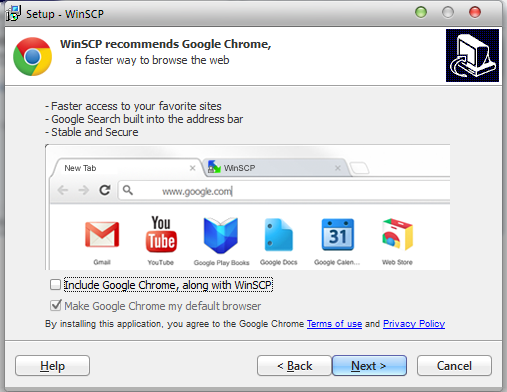 Setup - WinSCP
WinSCP recommends Google Chrome,
a faster way to browse the web
- Faster access to your favorite sites
- Google Search built into the address bar
- Stable and Secure
New Tab
WinSCP
www.google.com
You
Tube
31
Gmail
YouTube
Google Play Books
Google Docs
Google Calen...
Web Store
Include Google Chrome, along with WinSCP
Make Google Chrome my default browser
By installing this application, you agree to the Google Chrome Terms of use and Privacy Policy
Help
< Back
Next >
Cancel